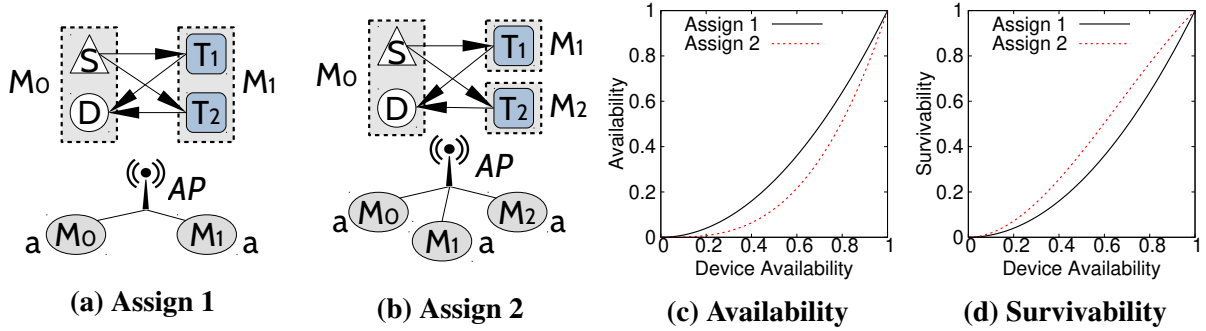 S
T1
M0
M1
D
T2
AP
a
M0
M1
a
(a) Assign 1
S
T1
M1
M0
D
T2
M2
AP
a
M0
M2
a
M1
a
(b) Assign 2
1
0.8
0.6
0.4
0.2
0
Availability
Assign 1
Assign 2
0 0.2 0.4 0.6 0.8 1
Device Availability
(c) Availability
1
0.8
0.6
0.4
0.2
0
Survivability
Assign 1
Assign 2
0 0.2 0.4 0.6 0.8 1
Device Availability
(d) Survivability